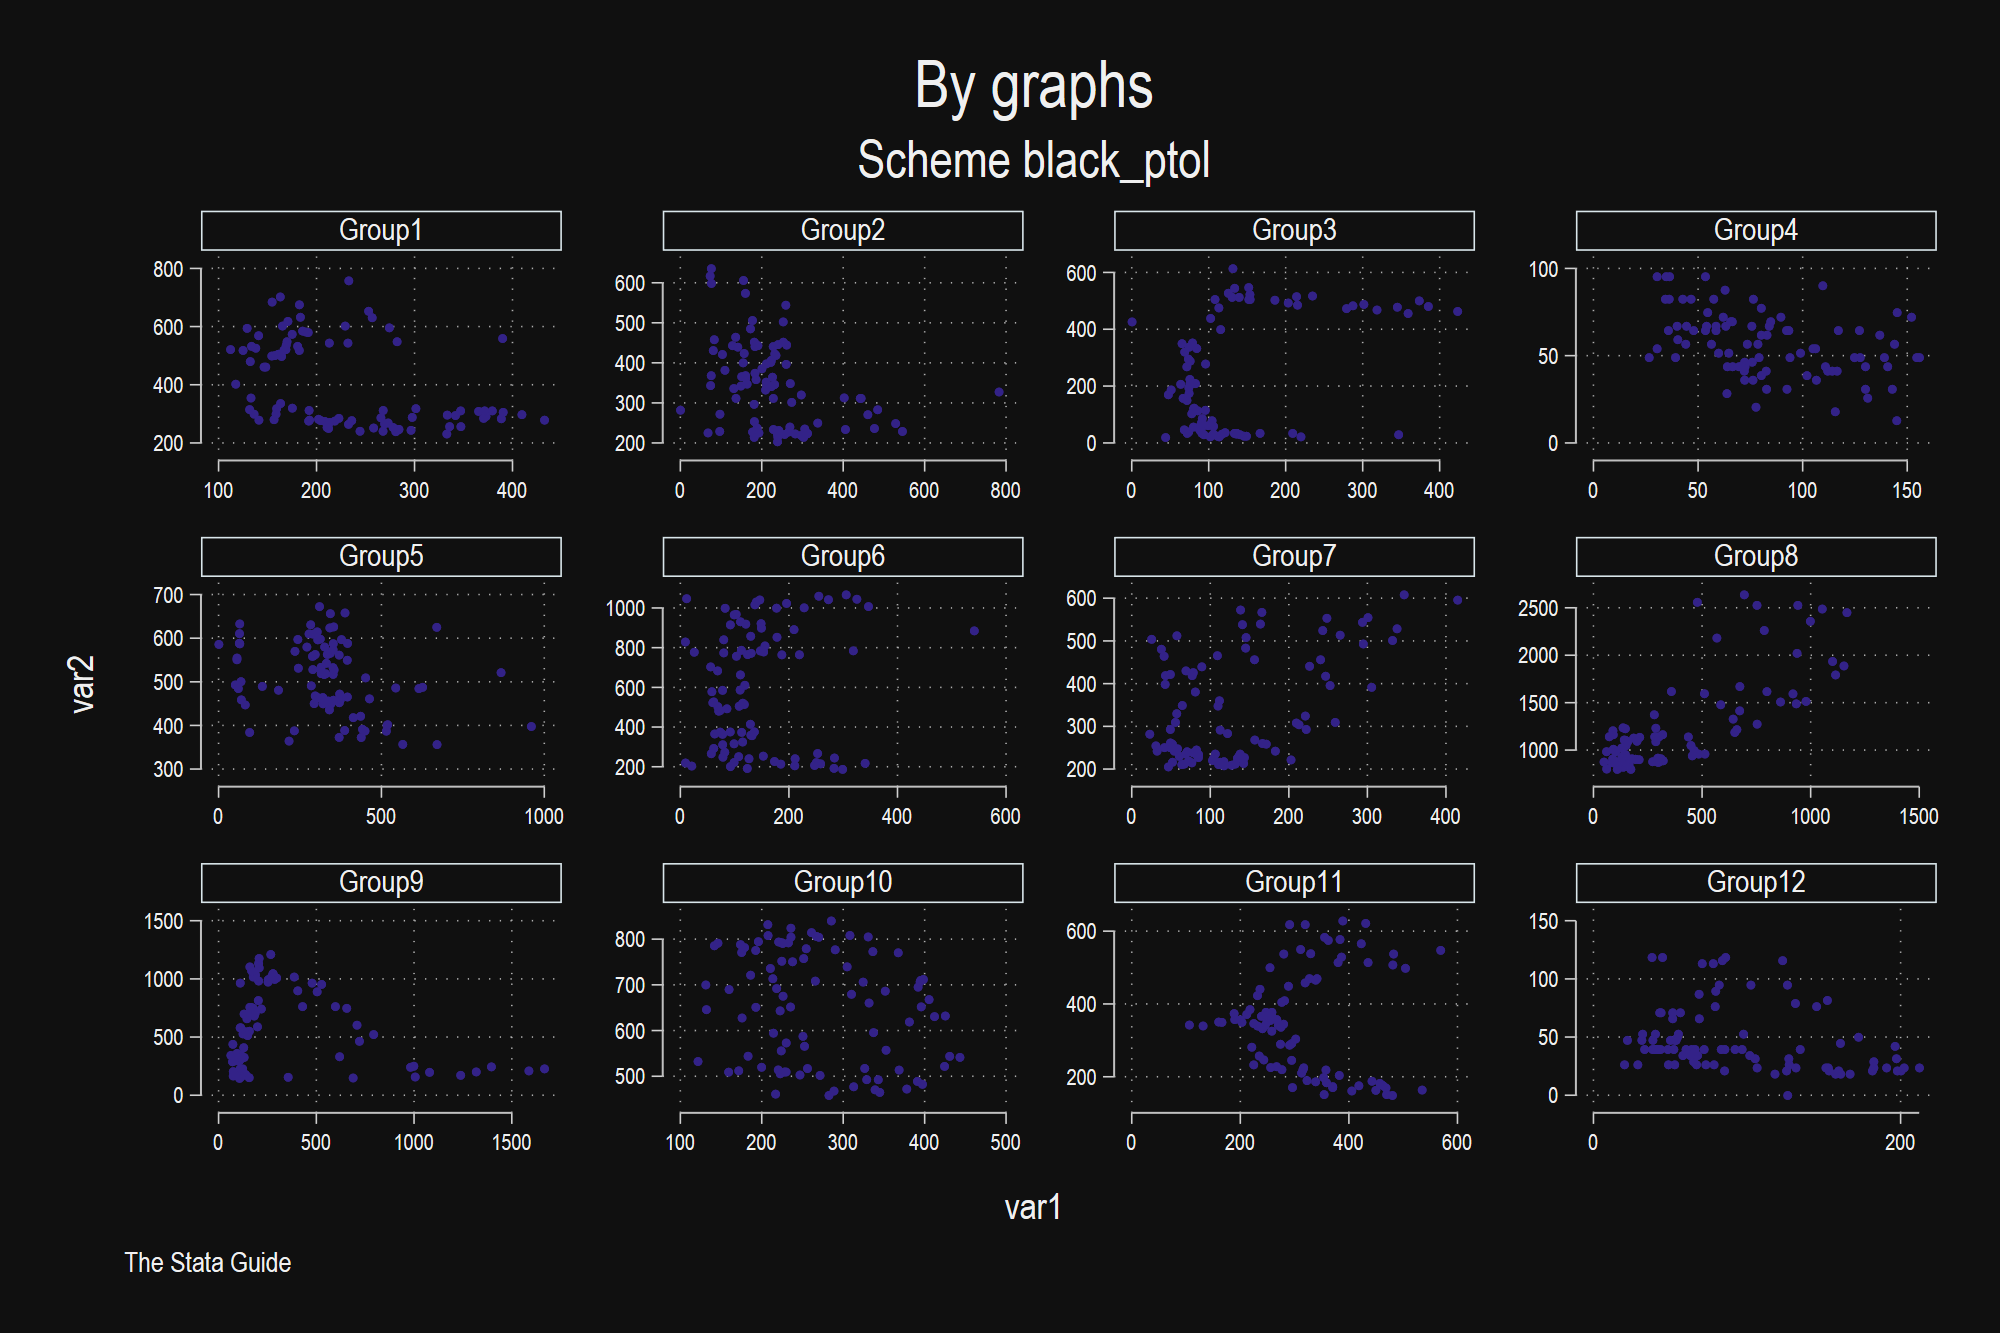 By graphs
Scheme black_ptol
Group1
Group2
Group3
Group4
800
600
400
200
100 200 300 400
600
500
400
300
200
0 200 400 600 800
600
400
200
0
0 100 200 300 400
100
50
0
0 50 100 150
Group5
Group6
Group7
Group8
var2
700
600
500
400
300
0 500 1000
1000
800
600
400
200
0 200 400 600
600
500
400
300
200
0 100 200 300 400
2500
2000
1500
1000
0 500 1000 1500
Group9
Group10
Group11
Group12
1500
1000
500
0
0 500 1000 1500
800
700
600
500
100 200 300 400 500
600
400
200
0 200 400 600
150
100
50
0
0 200
var1
The Stata Guide